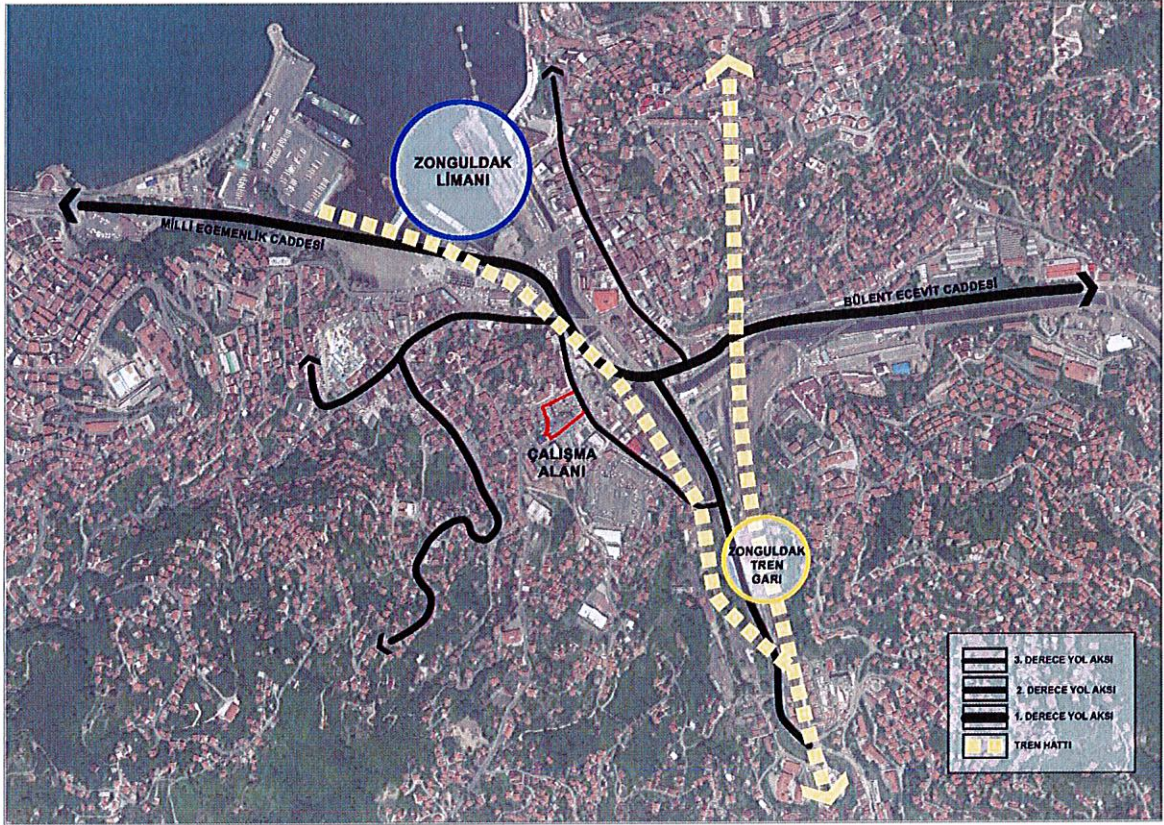 ZONGULDAK
LİMANI
MİLLİ EGEMENLİK CADDESİ
BÜLENT ECEVİT CADDESİ
ÇALIŞMA
ALANI
ZONGULDAK
TREN
GARI
3. DERECE YOL AKSI
2. DERECE YOL AKSI
1. DERECE YOL AKSI
TREN HATTI